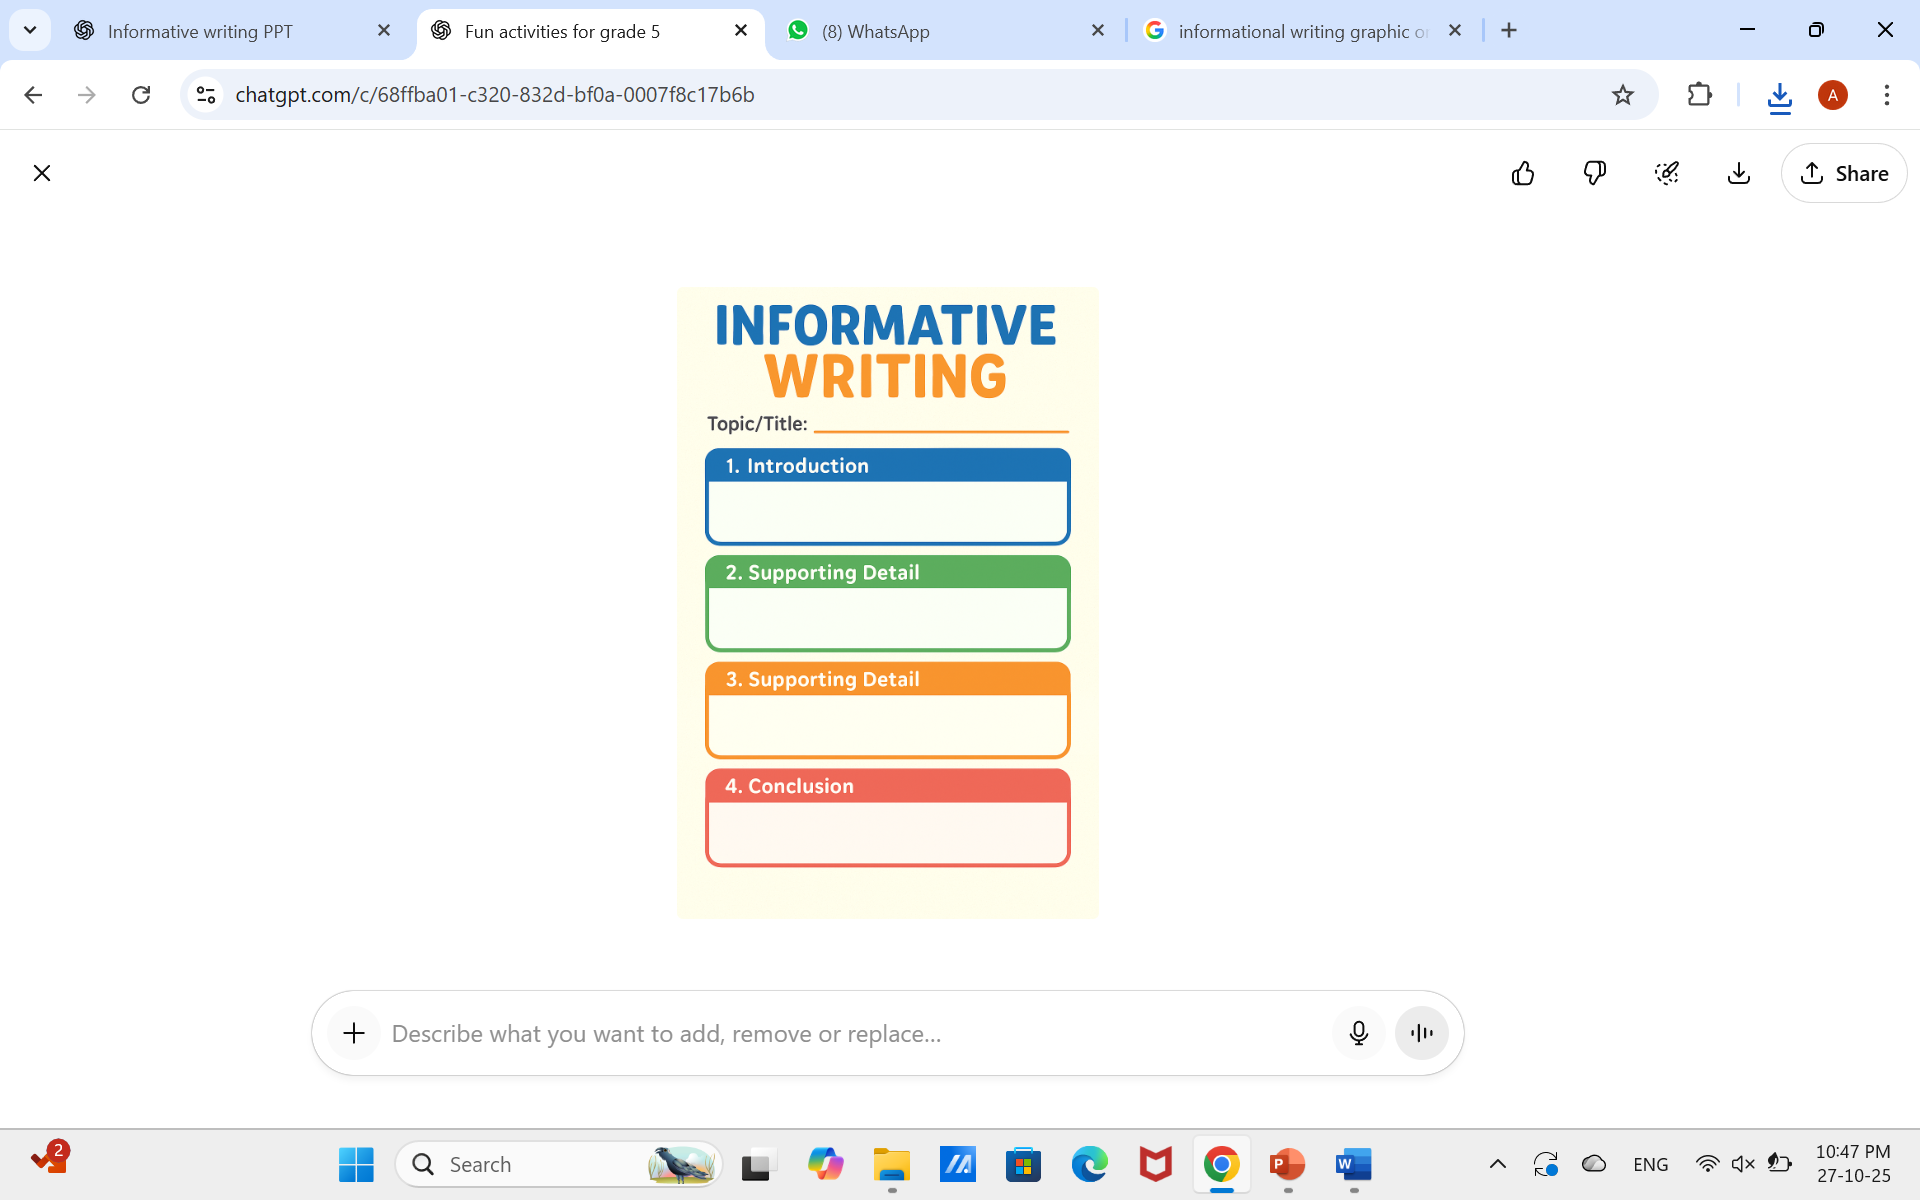 Informative writing PPT
Fun activities for grade 5
(8) WhatsApp
informational writing graphic or
chatgpt.com/c/68ffba01-c320-832d-bf0a-0007f8c17b6b
A
Share
INFORMATIVE
WRITING
Topic/Title:
1. Introduction
2. Supporting Detail
3. Supporting Detail
4. Conclusion
Describe what you want to add, remove or replace...
2
Search
P
W
ENG
10:47 PM
27-10-25